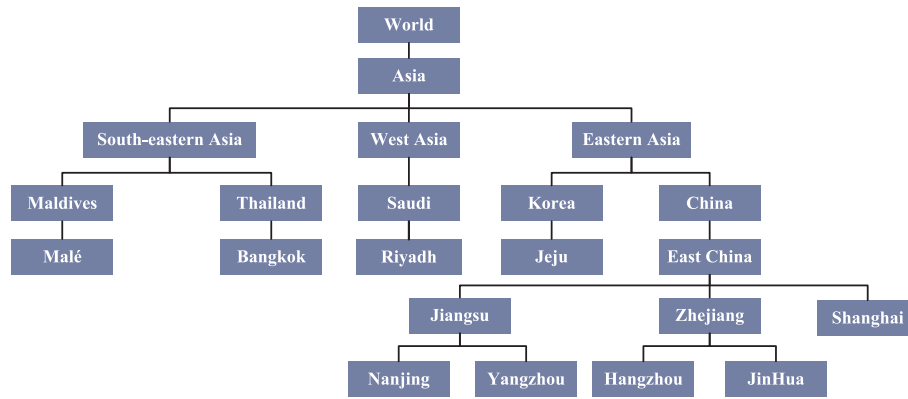 World
Asia
South-eastern Asia
West Asia
Eastern Asia
Maldives
Thailand
Saudi
Korea
China
Malé
Bangkok
Riyadh
Jeju
East China
Jiangsu
Zhejiang
Shanghai
Nanjing
Yangzhou
Hangzhou
JinHua